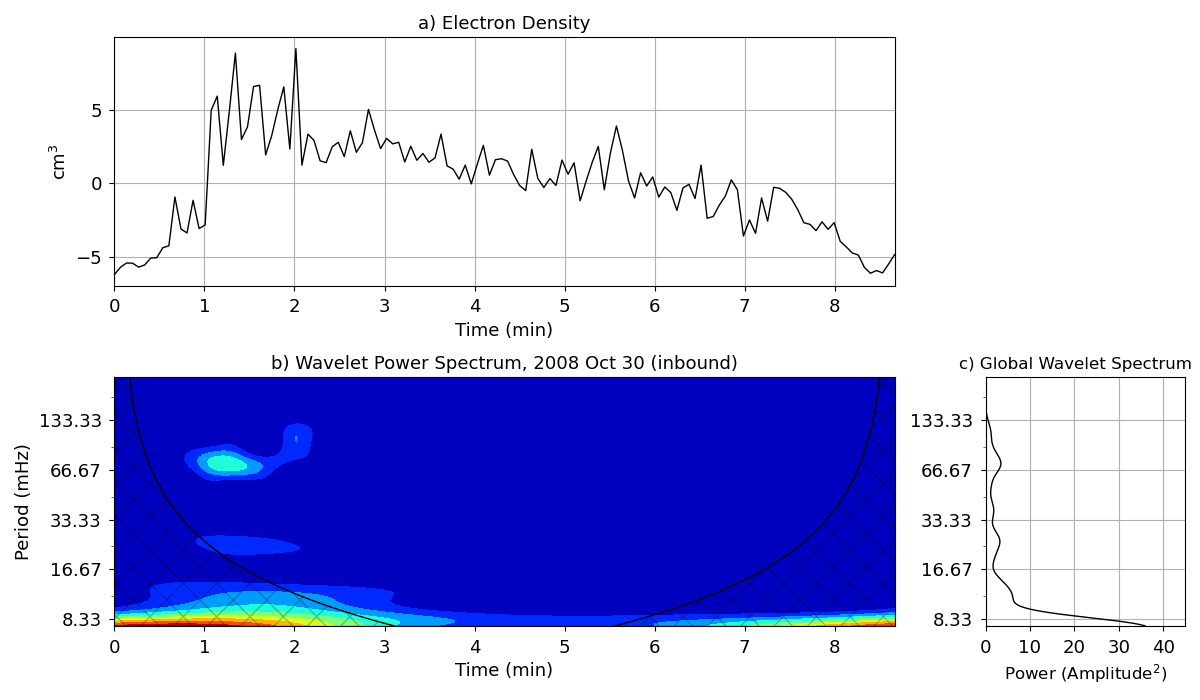 a) Electron Density
cm³
5
0
−5
0 1 2 3 4 5 6 7 8
Time (min)
b) Wavelet Power Spectrum, 2008 Oct 30 (inbound)
Period (mHz)
133.33
66.67
33.33
16.67
8.33
0 1 2 3 4 5 6 7 8
Time (min)
c) Global Wavelet Spectrum
133.33
66.67
33.33
16.67
8.33
0 10 20 30 40
Power (Amplitude²)